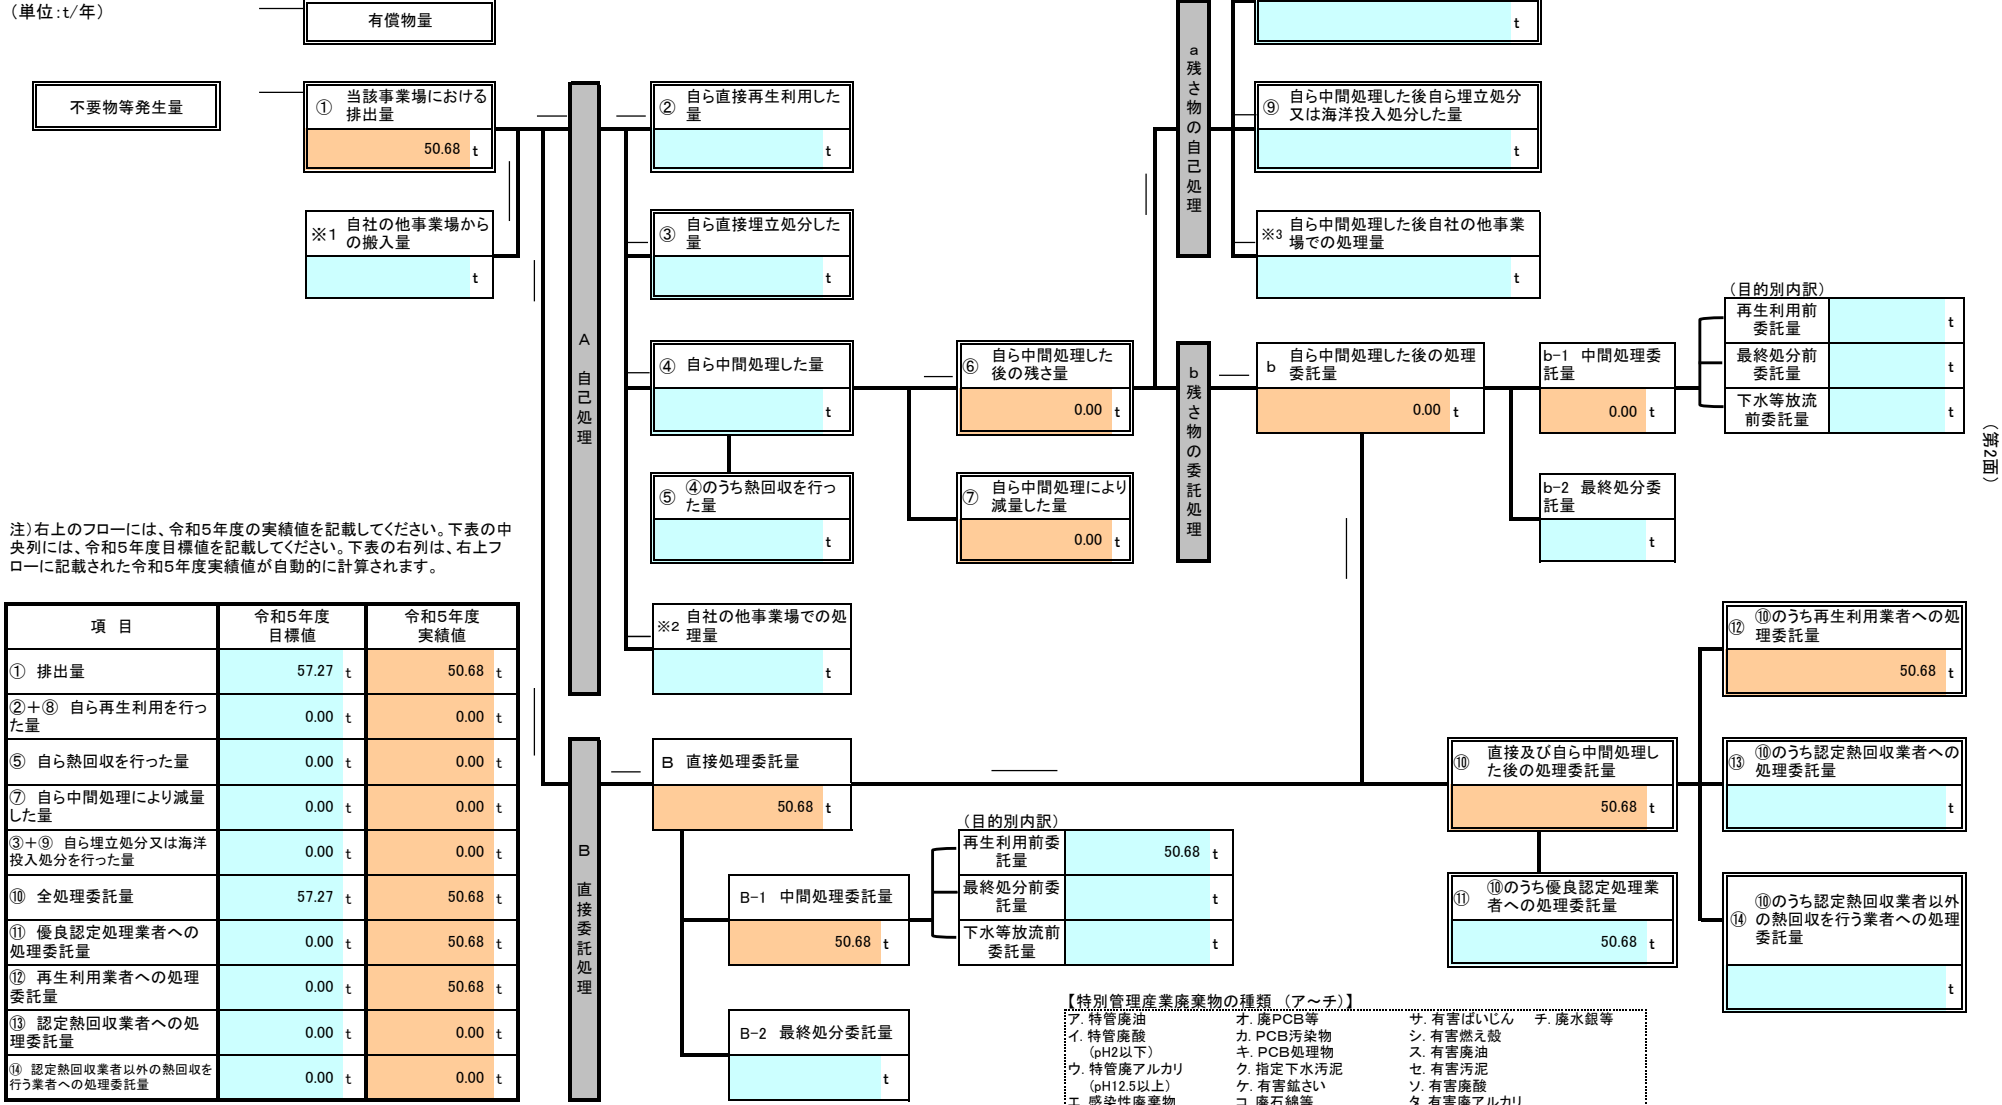 (単位:t/年)
有償物量
t
不要物等発生量
① 当該事業場における
排出量
50.68 t
※1 自社の他事業場から
の搬入量
t
A 自己処理
② 自ら直接再生利用した
量
t
③ 自ら直接埋立処分した
量
t
④ 自ら中間処理した量
t
⑤ ④のうち熱回収を行っ
た量
t
※2 自社の他事業場での処
理量
t
⑥ 自ら中間処理した
後の残さ量
0.00 t
⑦ 自ら中間処理により
減量した量
0.00 t
a残さ物の自己処理
⑨ 自ら中間処理した後自ら埋立処分
又は海洋投入処分した量
t
※3 自ら中間処理した後自社の他事業
場での処理量
t
b残さ物の委託処理
b 自ら中間処理した後の処理
委託量
0.00 t
b-1 中間処理委
託量
0.00 t
b-2 最終処分委
託量
t
(目的別内訳)
再生利用前
委託量 t
最終処分前
委託量 t
下水等放流
前委託量 t
(第2面)
注)右上のフローには、令和5年度の実績値を記載してください。下表の中
央列には、令和5年度目標値を記載してください。下表の右列は、右上フ
ローに記載された令和5年度実績値が自動的に計算されます。
項 目 令和5年度
目標値 令和5年度
実績値
① 排出量 57.27 t 50.68 t
②+⑧ 自ら再生利用を行っ
た量 0.00 t 0.00 t
⑤ 自ら熱回収を行った量 0.00 t 0.00 t
⑦ 自ら中間処理により減量
した量 0.00 t 0.00 t
③+⑨ 自ら埋立処分又は海洋
投入処分を行った量 0.00 t 0.00 t
⑩ 全処理委託量 57.27 t 50.68 t
⑪ 優良認定処理業者への
処理委託量 0.00 t 50.68 t
⑫ 再生利用業者への処理
委託量 0.00 t 50.68 t
⑬ 認定熱回収業者への処
理委託量 0.00 t 0.00 t
⑭ 認定熱回収業者以外の熱回収を
行う業者への処理委託量 0.00 t 0.00 t
B 直接委託処理
B 直接処理委託量
50.68 t
B-1 中間処理委託量
50.68 t
B-2 最終処分委託量
t
(目的別内訳)
再生利用前委
託量 50.68 t
最終処分前委
託量 t
下水等放流前
委託量 t
⑩ 直接及び自ら中間処理し
た後の処理委託量
50.68 t
⑪ ⑩のうち優良認定処理業
者への処理委託量
50.68 t
⑫ ⑩のうち再生利用業者への処
理委託量
50.68 t
⑬ ⑩のうち認定熱回収業者への
処理委託量
t
⑭ ⑩のうち認定熱回収業者以外
の熱回収を行う業者への処理
委託量
t
【特別管理産業廃棄物の種類 (ア~チ)】
ア. 特管廃油 オ. 廃PCB等 サ. 有害ばいじん チ. 廃水銀等
イ. 特管廃酸 カ. PCB汚染物 シ. 有害燃え殻
(pH2以下) キ. PCB処理物 ス. 有害廃油
ウ. 特管廃アルカリ ク. 指定下水汚泥 セ. 有害汚泥
(pH12.5以上) ケ. 有害鉱さい ソ. 有害廃酸
エ. 感染性廃棄物 コ. 廃石綿等 タ. 有害廃アルカリ